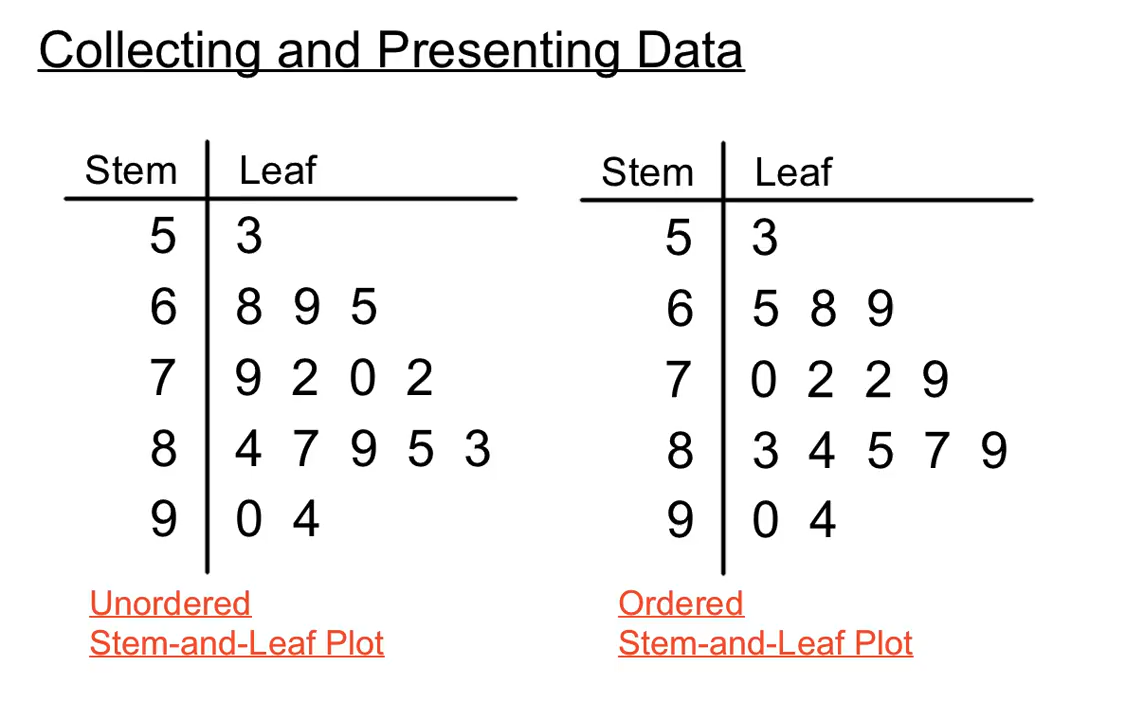 Collecting and Presenting Data
Stem Leaf
5 3
6 8 9 5
7 9 2 0 2
8 4 7 9 5 3
9 0 4
Unordered
Stem-and-Leaf Plot
Stem Leaf
5 3
6 5 8 9
7 0 2 2 9
8 3 4 5 7 9
9 0 4
Ordered
Stem-and-Leaf Plot